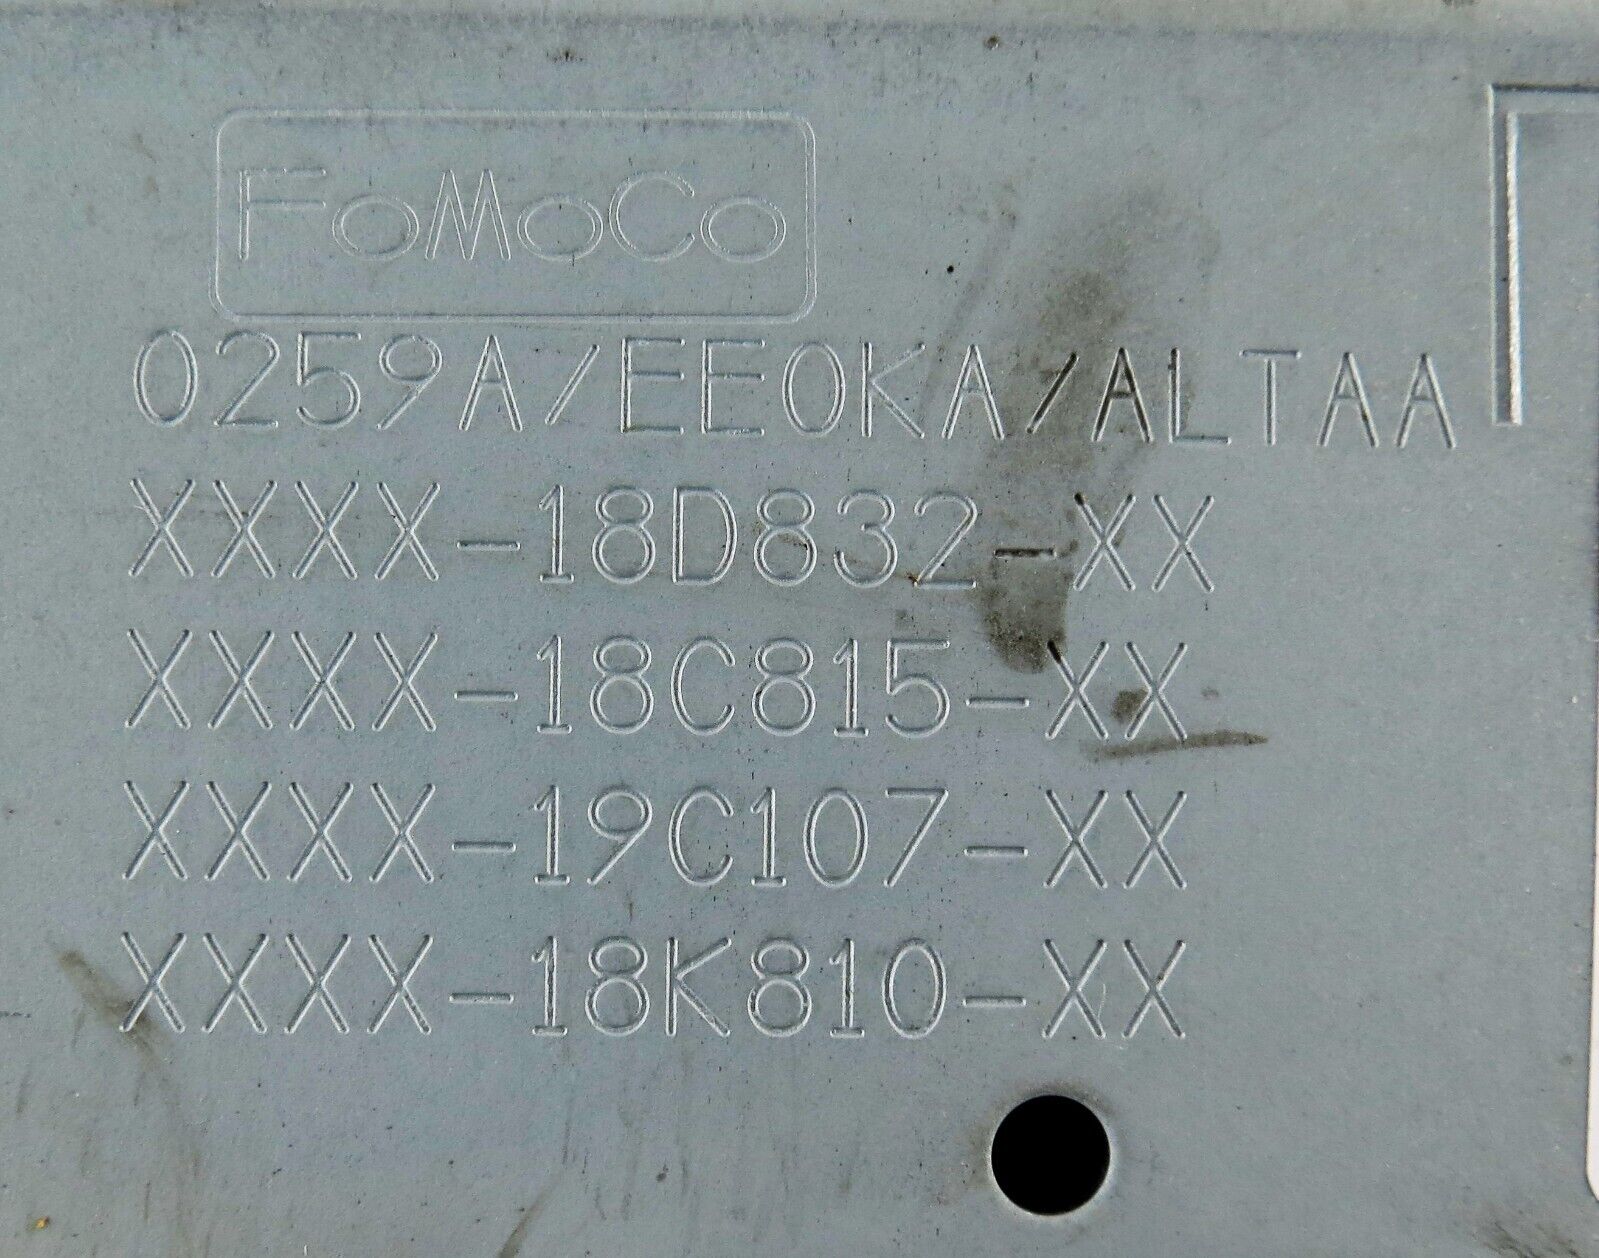 FoMoCo
0259A/EE0KA/ALTAA
XXXX-18D832-XX
XXXX-18C815-XX
XXXX-19C107-XX
XXXX-18K810-XX